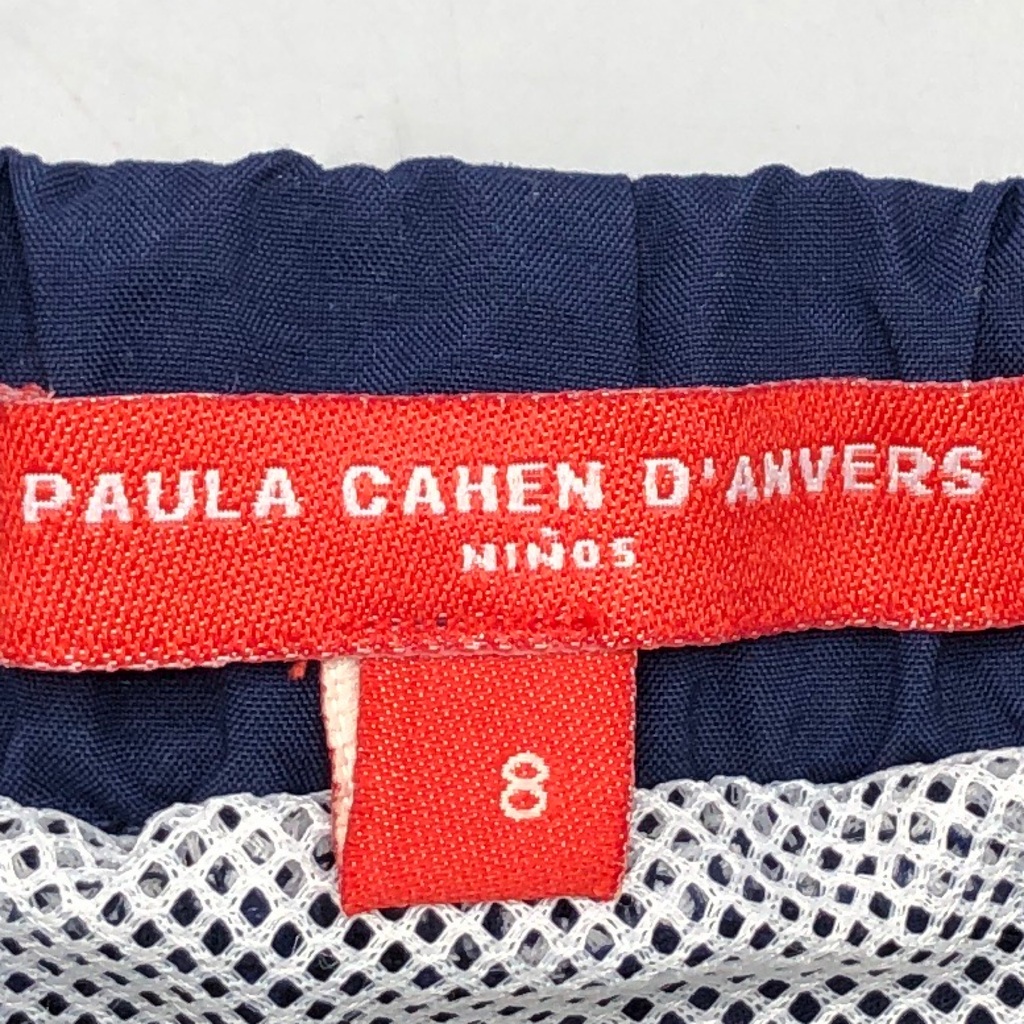 PAULA CAHEN D'ANVERS
NIÑOS
8